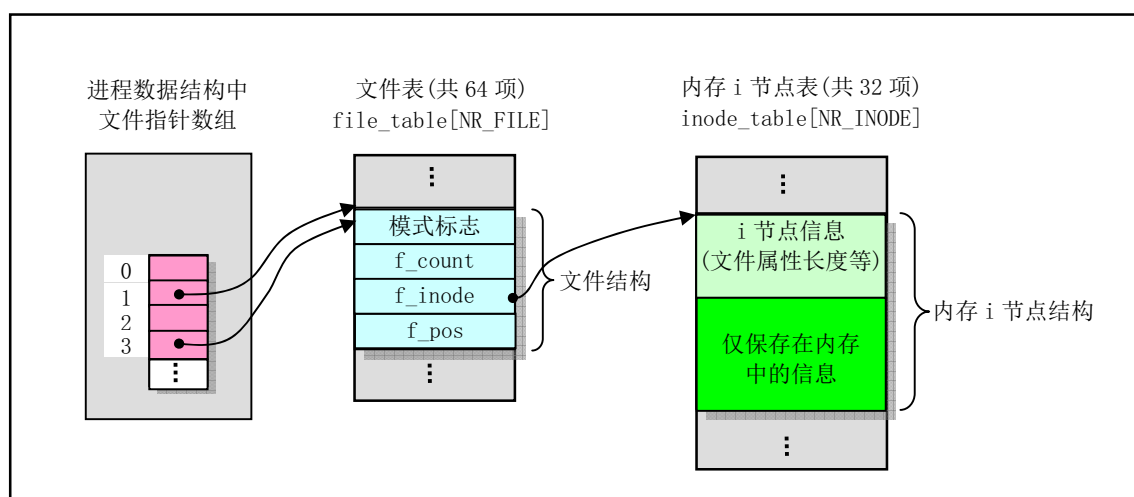 进程数据结构中
文件指针数组
文件表(共 64 项)
file_table[NR_FILE]
内存 i 节点表(共 32 项)
inode_table[NR_INODE]
0
1
2
3
⋮
⋮
模式标志
f_count
f_inode
f_pos
⋮
文件结构
⋮
i 节点信息
(文件属性长度等)
仅保存在内存
中的信息
⋮
内存 i 节点结构